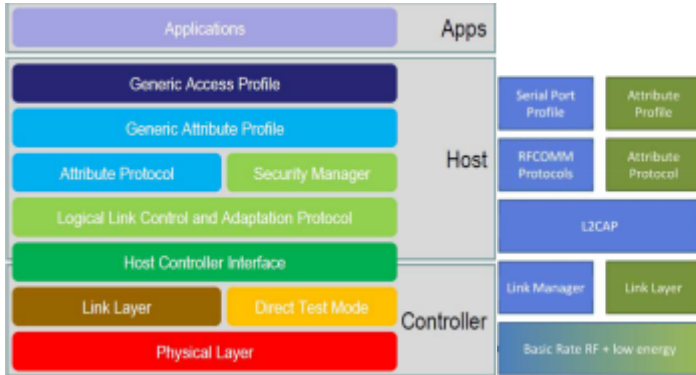 Applications
Apps
Generic Access Profile
Generic Attribute Profile
Attribute Protocol
Security Manager
Host
Logical Link Control and Adaptation Protocol
Host Controller Interface
Link Layer
Direct Test Mode
Controller
Physical Layer
Serial Port
Profile
Attribute
Profile
RFCOMM
Protocols
Attribute
Protocol
L2CAP
Link Manager
Link Layer
Basic Rate RF + low energy